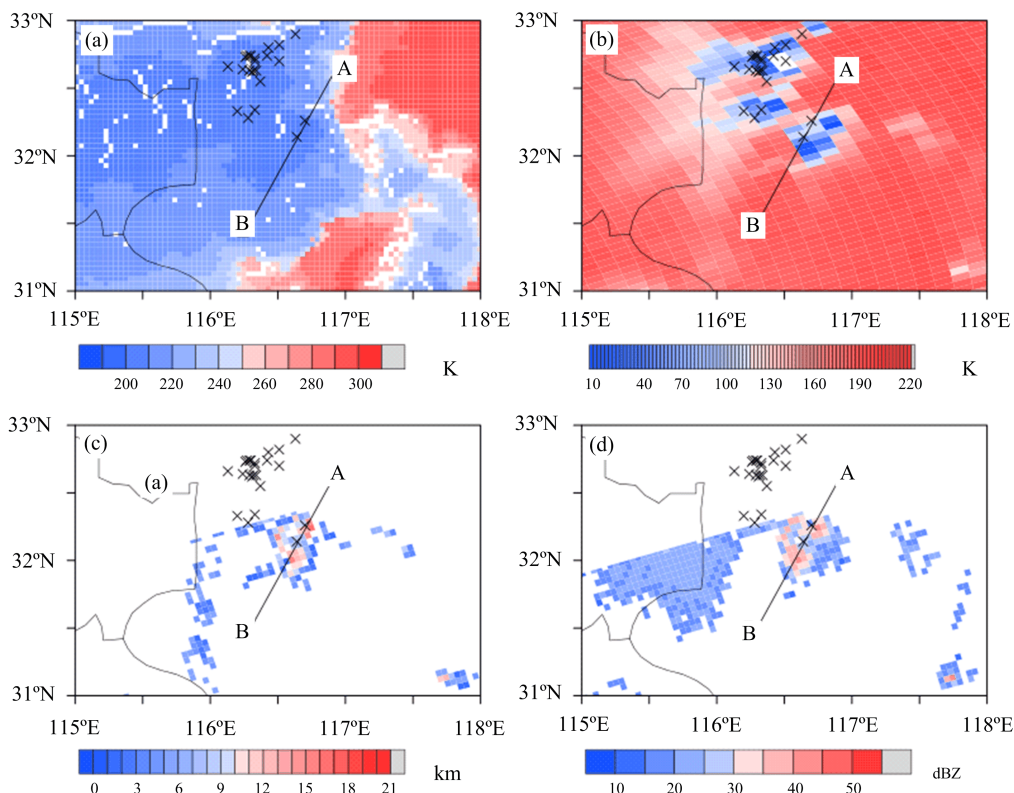 33ºN 33ºN
(a) (b)
A A
32ºN 32ºN
B B
31ºN 31ºN
115ºE 116ºE 117ºE 118ºE 115ºE 116ºE 117ºE 118ºE
200 220 240 260 280 300 K
10 40 70 100 130 160 190 220 K
33ºN 33ºN
(c) (d)
A A
(a)
32ºN 32ºN
B B
31ºN 31ºN
115ºE 116ºE 117ºE 118ºE 115ºE 116ºE 117ºE 118ºE
0 3 6 9 12 15 18 21 km
10 20 30 40 50 dBZ